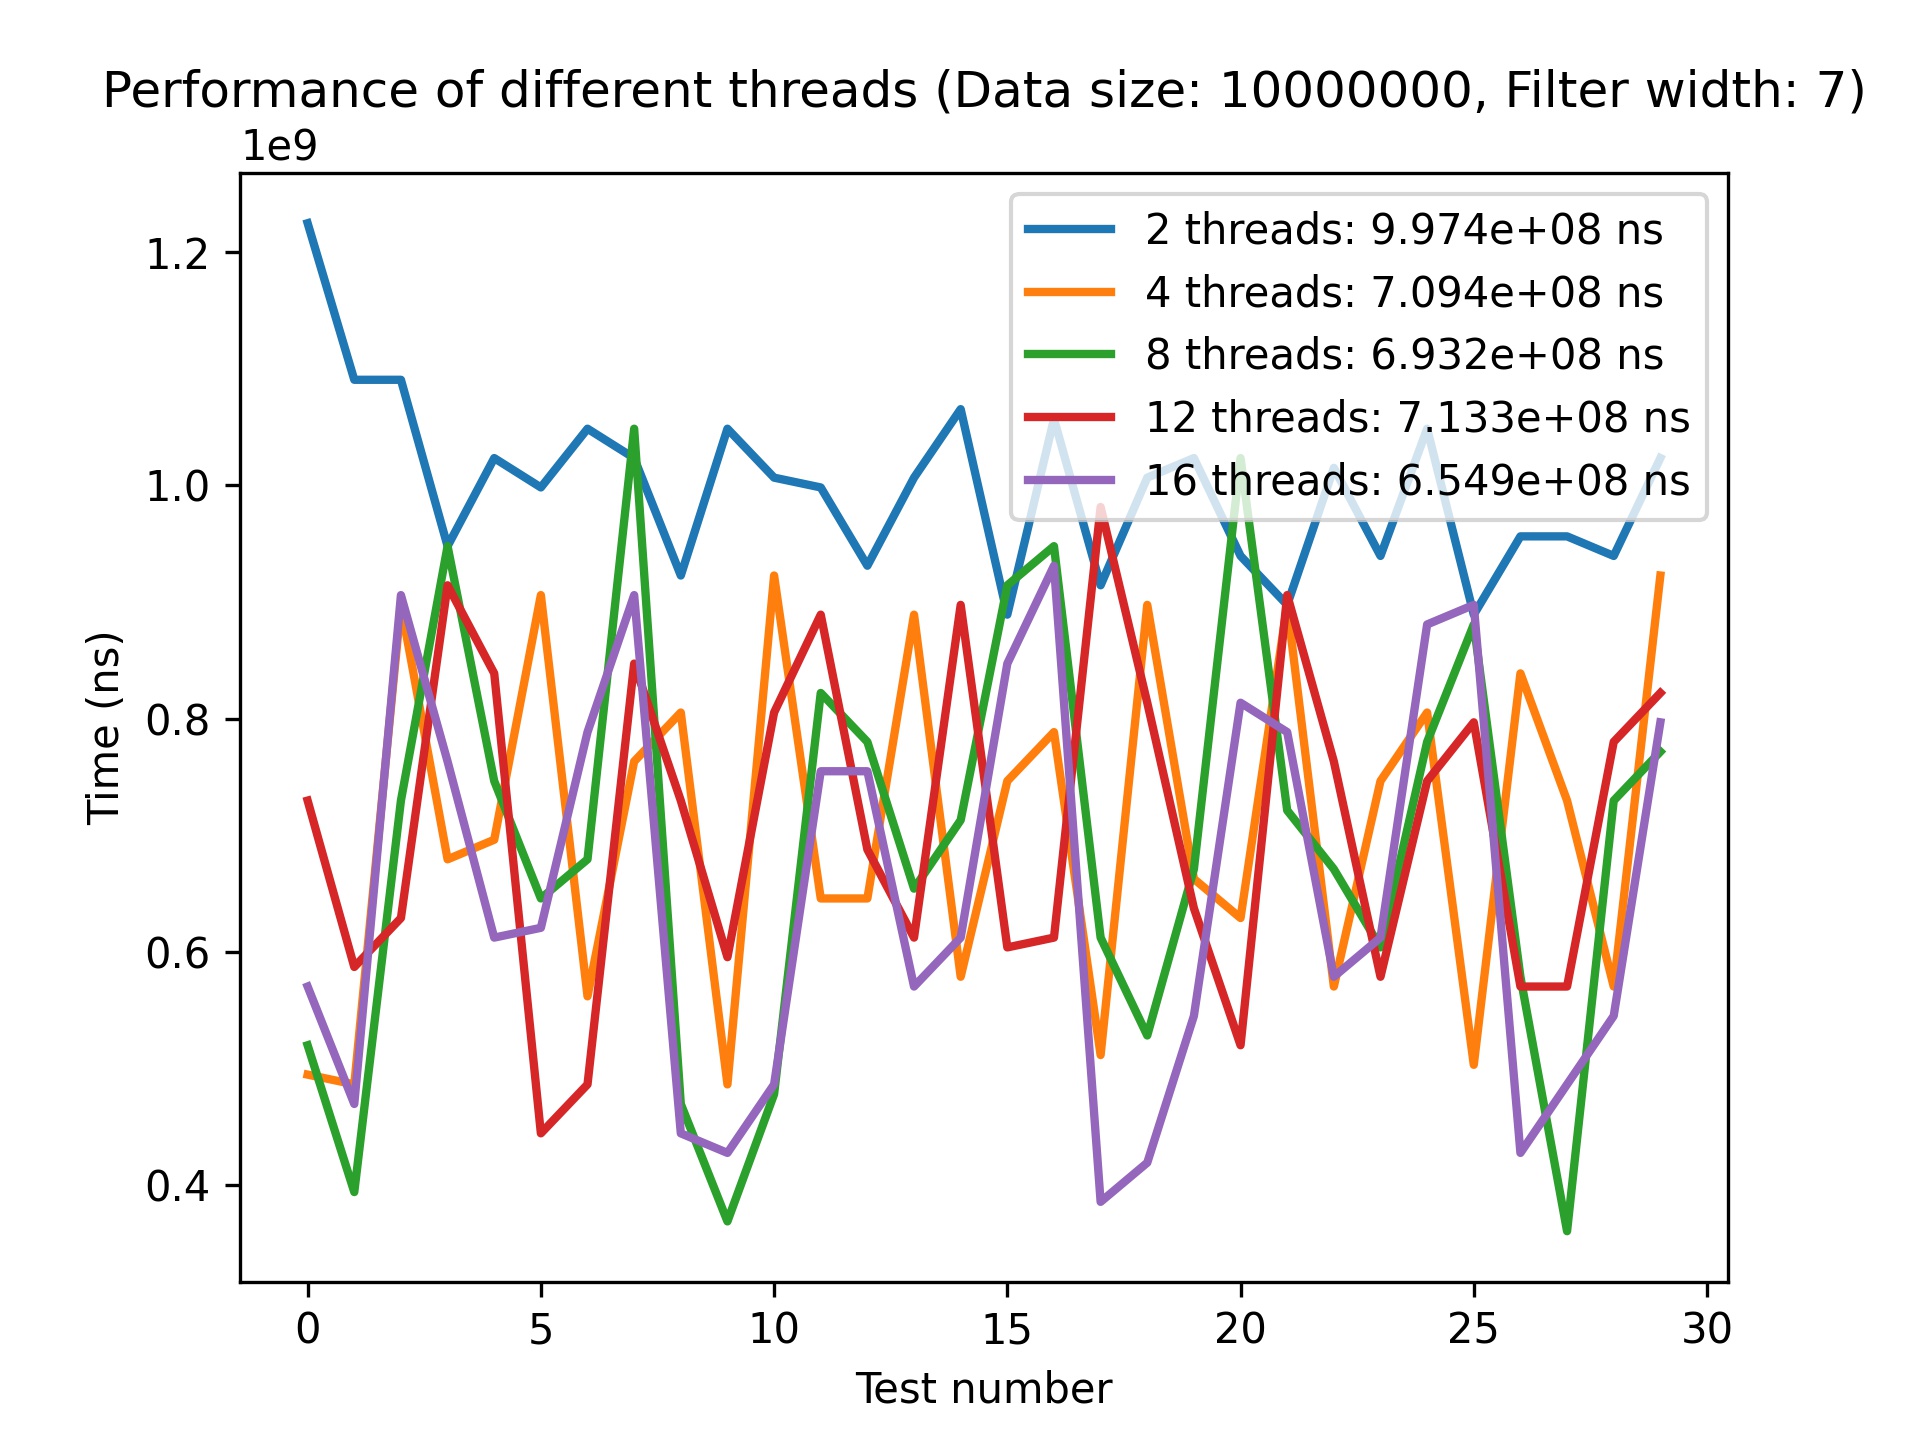 Performance of different threads (Data size: 10000000, Filter width: 7)
1e9
2 threads: 9.974e+08 ns
4 threads: 7.094e+08 ns
8 threads: 6.932e+08 ns
12 threads: 7.133e+08 ns
16 threads: 6.549e+08 ns
1.2
1.0
0.8
0.6
0.4
Time (ns)
0 5 10 15 20 25 30
Test number